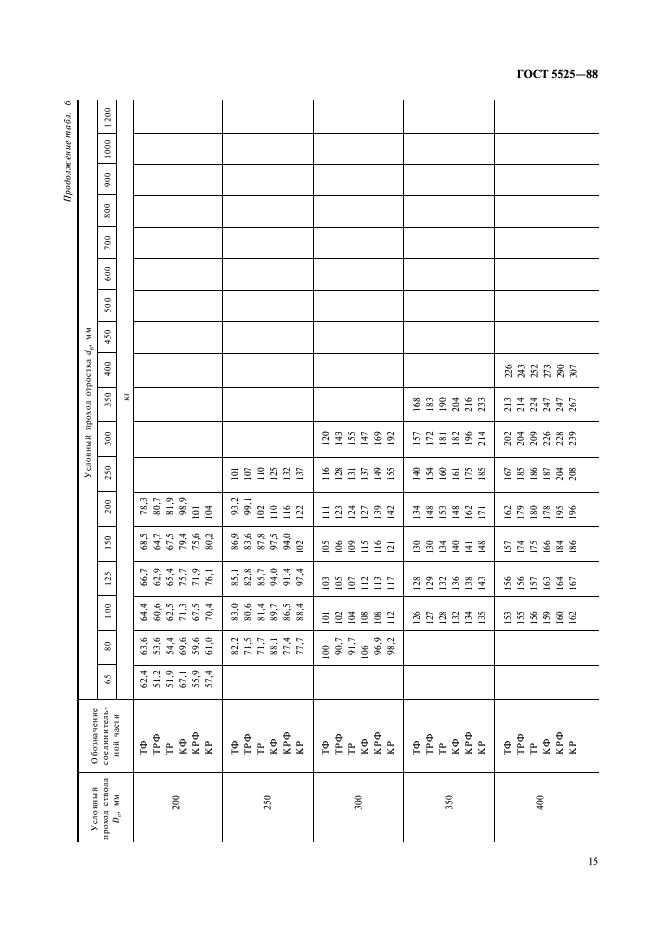 ГОСТ 5525—88
Продолжение табл. 6
Условный проход ствола Dу, мм | Обозначение соединительной части | Условный проход отростка dу, мм
65 80 100 125 150 200 250 300 350 400 450 500 600 700 800 900 1000 1200
кг
200
ТФ 62,4 63,6 64,4 66,7 68,5 78,3
ТРФ 51,2 53,6 60,6 62,9 64,7 80,7
ТР 51,9 54,4 62,5 65,4 67,5 81,9
КФ 67,1 69,6 71,3 75,7 79,4 98,9
КРФ 55,9 59,6 67,5 71,9 75,6 101
КР 57,4 61,0 70,4 76,1 80,2 104
250
ТФ 82,2 83,0 85,1 86,9 93,2 101
ТРФ 71,5 80,6 82,8 83,6 99,1 107
ТР 71,7 81,4 85,7 87,8 102 110
КФ 88,1 89,7 94,0 97,5 110 125
КРФ 77,4 86,5 91,4 94,0 116 132
КР 77,7 88,4 97,4 102 122 137
300
ТФ 100 101 103 105 111 116 120
ТРФ 90,7 102 105 106 123 128 143
ТР 91,7 104 107 109 124 131 155
КФ 106 108 112 115 127 137 147
КРФ 96,9 108 113 116 139 149 169
КР 98,2 112 117 121 142 155 192
350
ТФ 126 128 130 134 140 157 168
ТРФ 127 129 130 148 154 172 183
ТР 128 132 134 153 160 181 190
КФ 132 136 140 148 161 182 204
КРФ 134 138 141 162 175 196 216
КР 135 143 148 171 185 214 233
400
ТФ 153 156 157 162 167 202 213 226
ТРФ 155 156 174 179 185 204 214 243
ТР 156 157 175 180 186 209 224 252
КФ 159 163 166 178 187 226 247 273
КРФ 160 164 184 195 204 228 247 290
КР 162 167 186 196 208 239 267 307
15